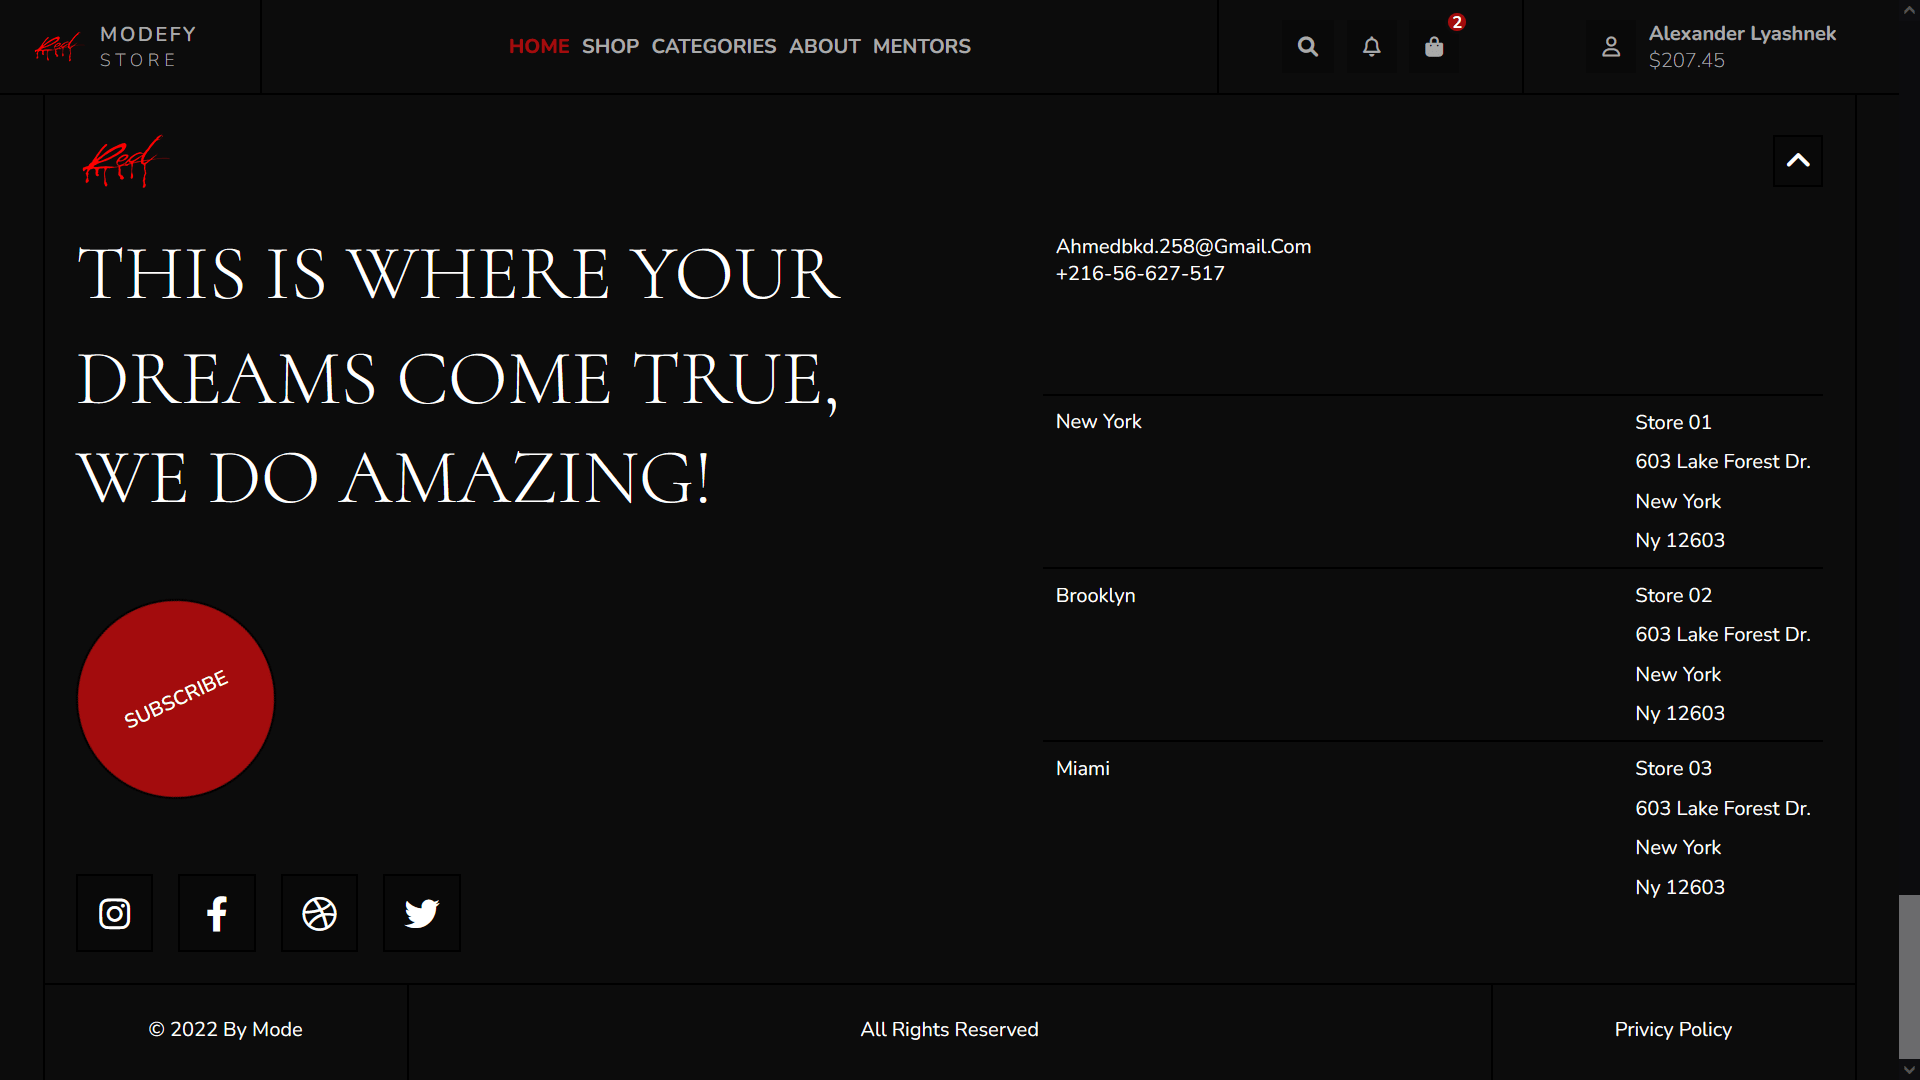 Red
MODEFY
STORE
HOME SHOP CATEGORIES ABOUT MENTORS
2
Alexander Lyashnek
$207.45
Red
THIS IS WHERE YOUR
DREAMS COME TRUE,
WE DO AMAZING!
SUBSCRIBE
Ahmedbkd.258@Gmail.Com
+216-56-627-517
New York
Store 01
603 Lake Forest Dr.
New York
Ny 12603
Brooklyn
Store 02
603 Lake Forest Dr.
New York
Ny 12603
Miami
Store 03
603 Lake Forest Dr.
New York
Ny 12603
© 2022 By Mode
All Rights Reserved
Privicy Policy